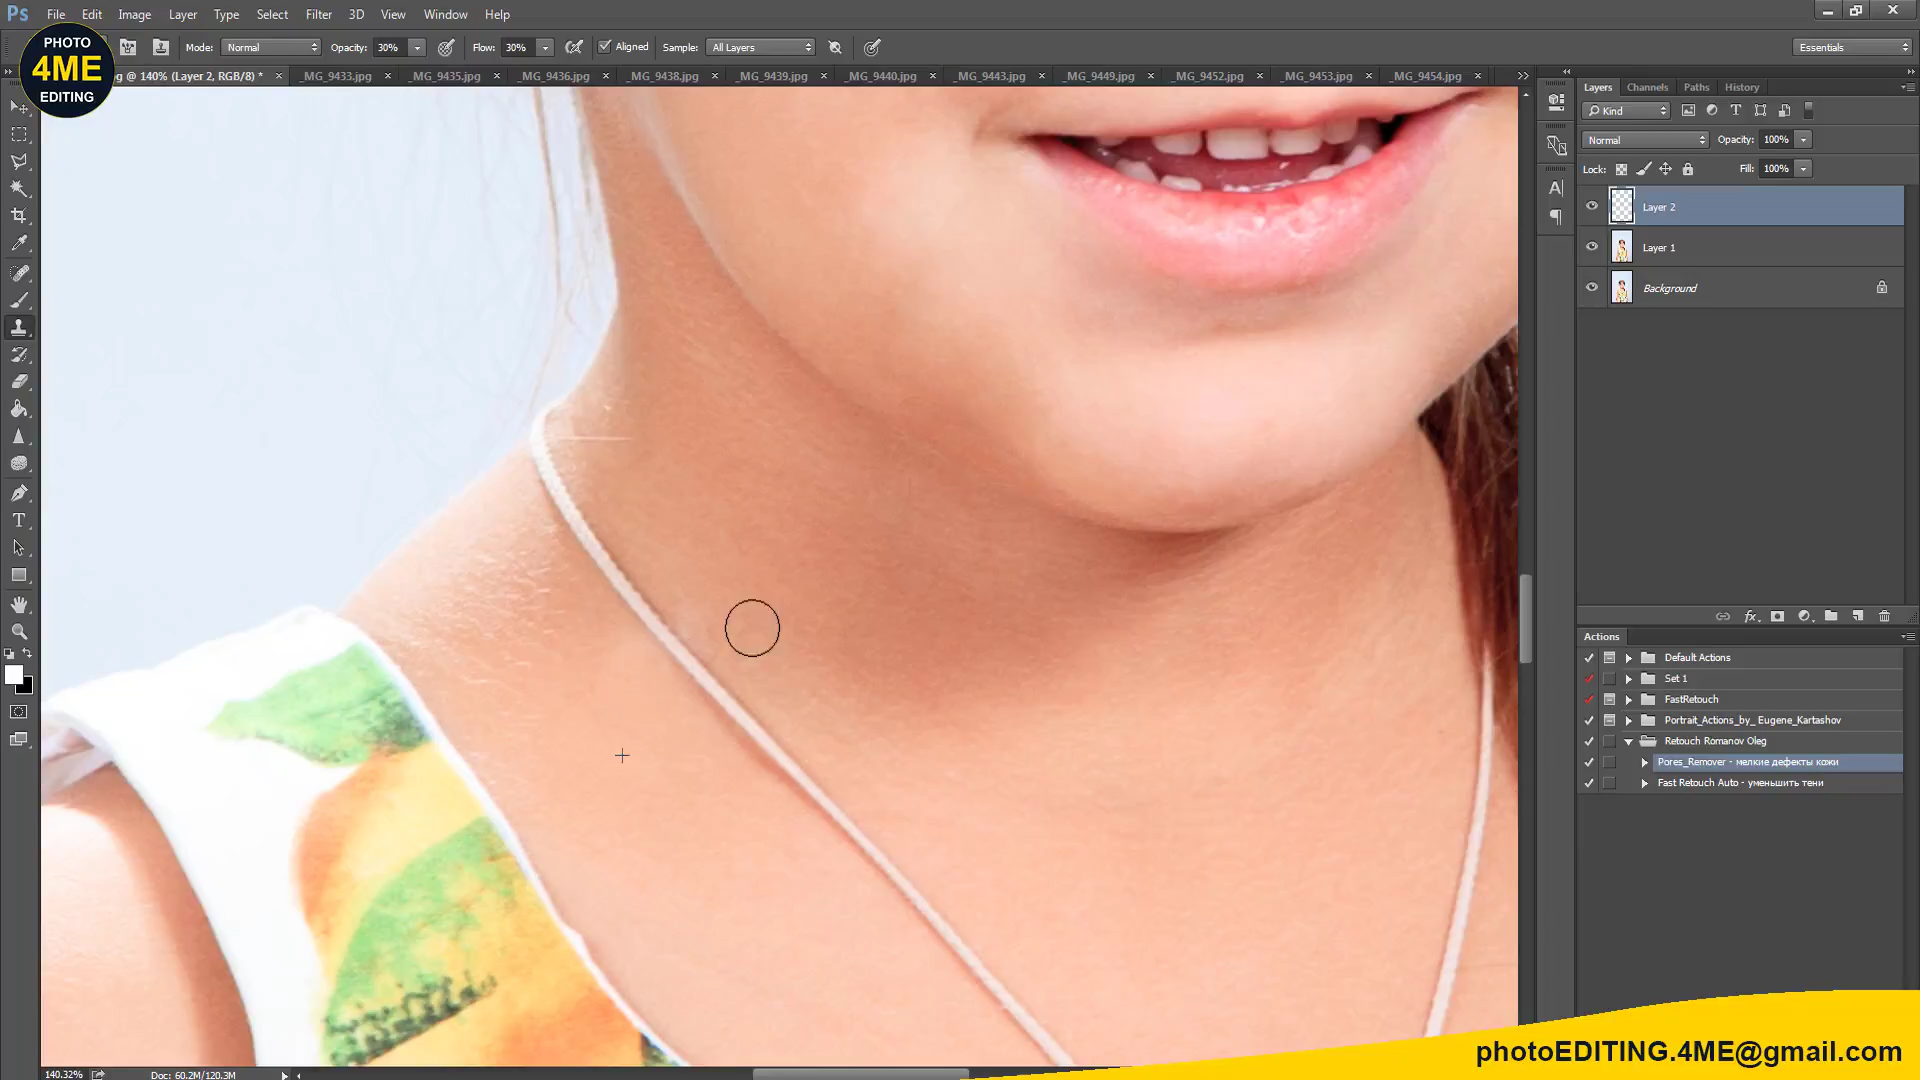 Ps File Edit Image Layer Type Select Filter 3D View Window Help
Mode: Normal Opacity: 30% Flow: 30% Aligned Sample: All Layers Essentials
PHOTO
4ME
EDITING
g @ 140% (Layer 2, RGB/8) * _MG_9433.jpg _MG_9435.jpg _MG_9436.jpg _MG_9438.jpg _MG_9439.jpg _MG_9440.jpg _MG_9443.jpg _MG_9449.jpg _MG_9452.jpg _MG_9453.jpg _MG_9454.jpg
Layers Channels Paths History
Kind
Normal Opacity: 100%
Lock: Fill: 100%
Layer 2
Layer 1
Background
Actions
Default Actions
Set 1
FastRetouch
Portrait_Actions_by_ Eugene_Kartashov
Retouch Romanov Oleg
Pores_Remover - мелкие дефекты кожи
Fast Retouch Auto - уменьшить тени
photoEDITING.4ME@gmail.com
140.32% Doc: 60.2M/120.3M